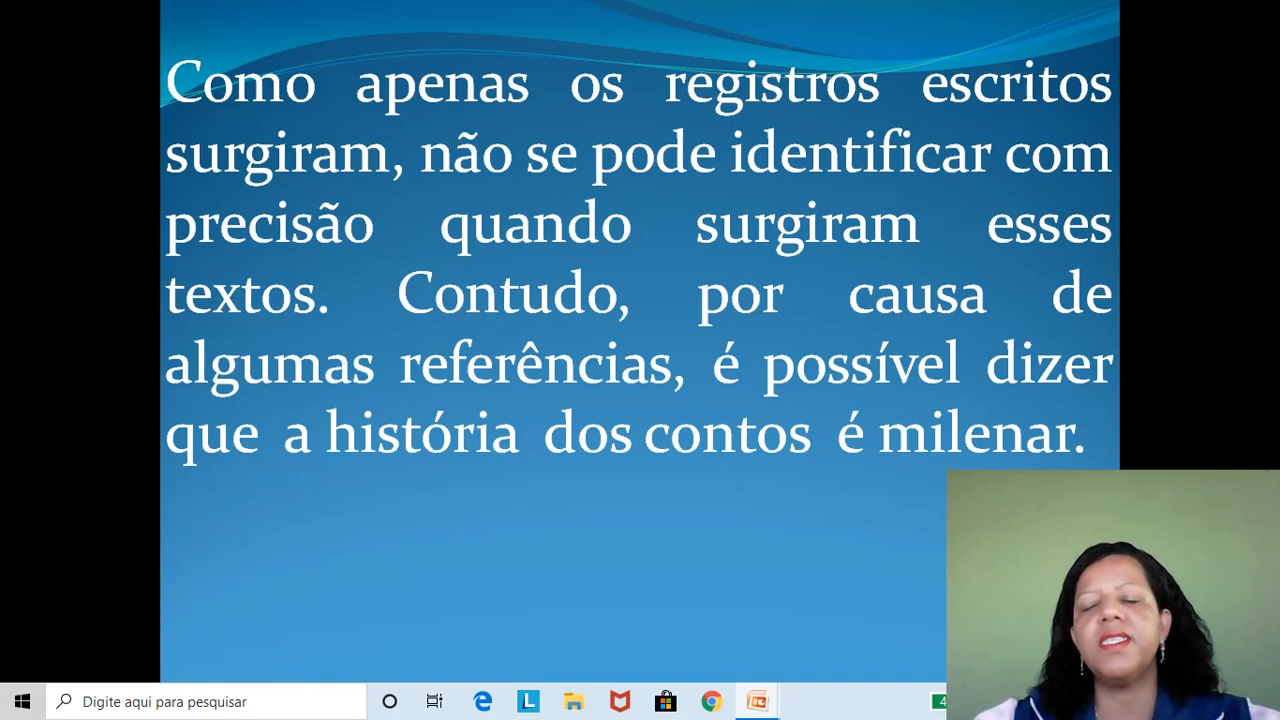 Como apenas os registros escritos
surgiram, não se pode identificar com
precisão quando surgiram esses
textos. Contudo, por causa de
algumas referências, é possível dizer
que a história dos contos é milenar.
Digite aqui para pesquisar
L
4